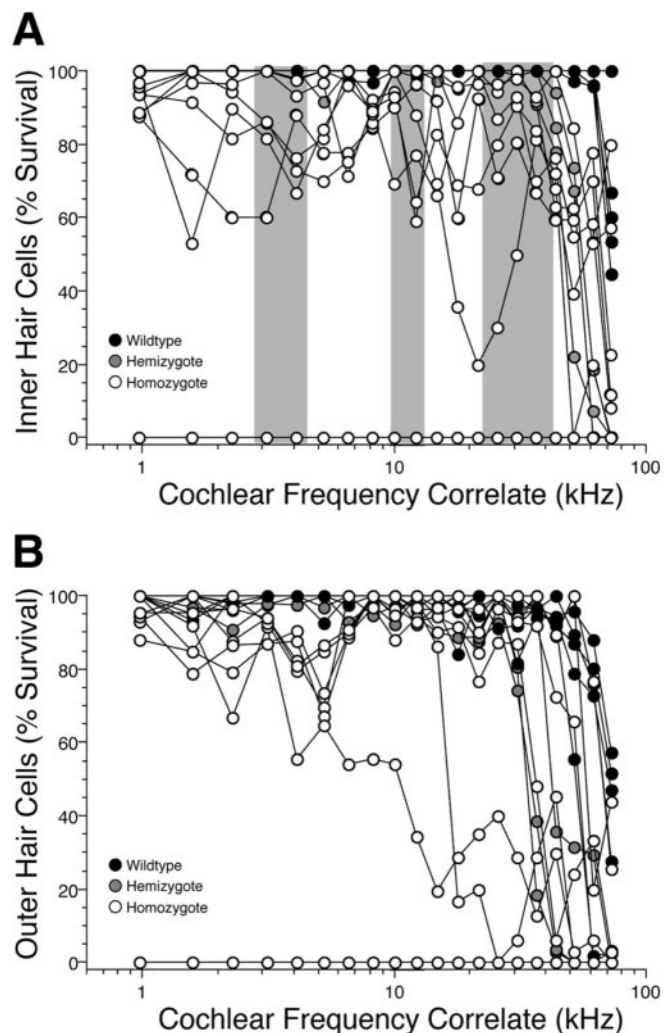 A
Inner Hair Cells (% Survival)
100
80
60
40
20
0
Wildtype
Hemizygote
Homozygote
1
10
100
Cochlear Frequency Correlate (kHz)
B
Outer Hair Cells (% Survival)
100
80
60
40
20
0
Wildtype
Hemizygote
Homozygote
1
10
100
Cochlear Frequency Correlate (kHz)